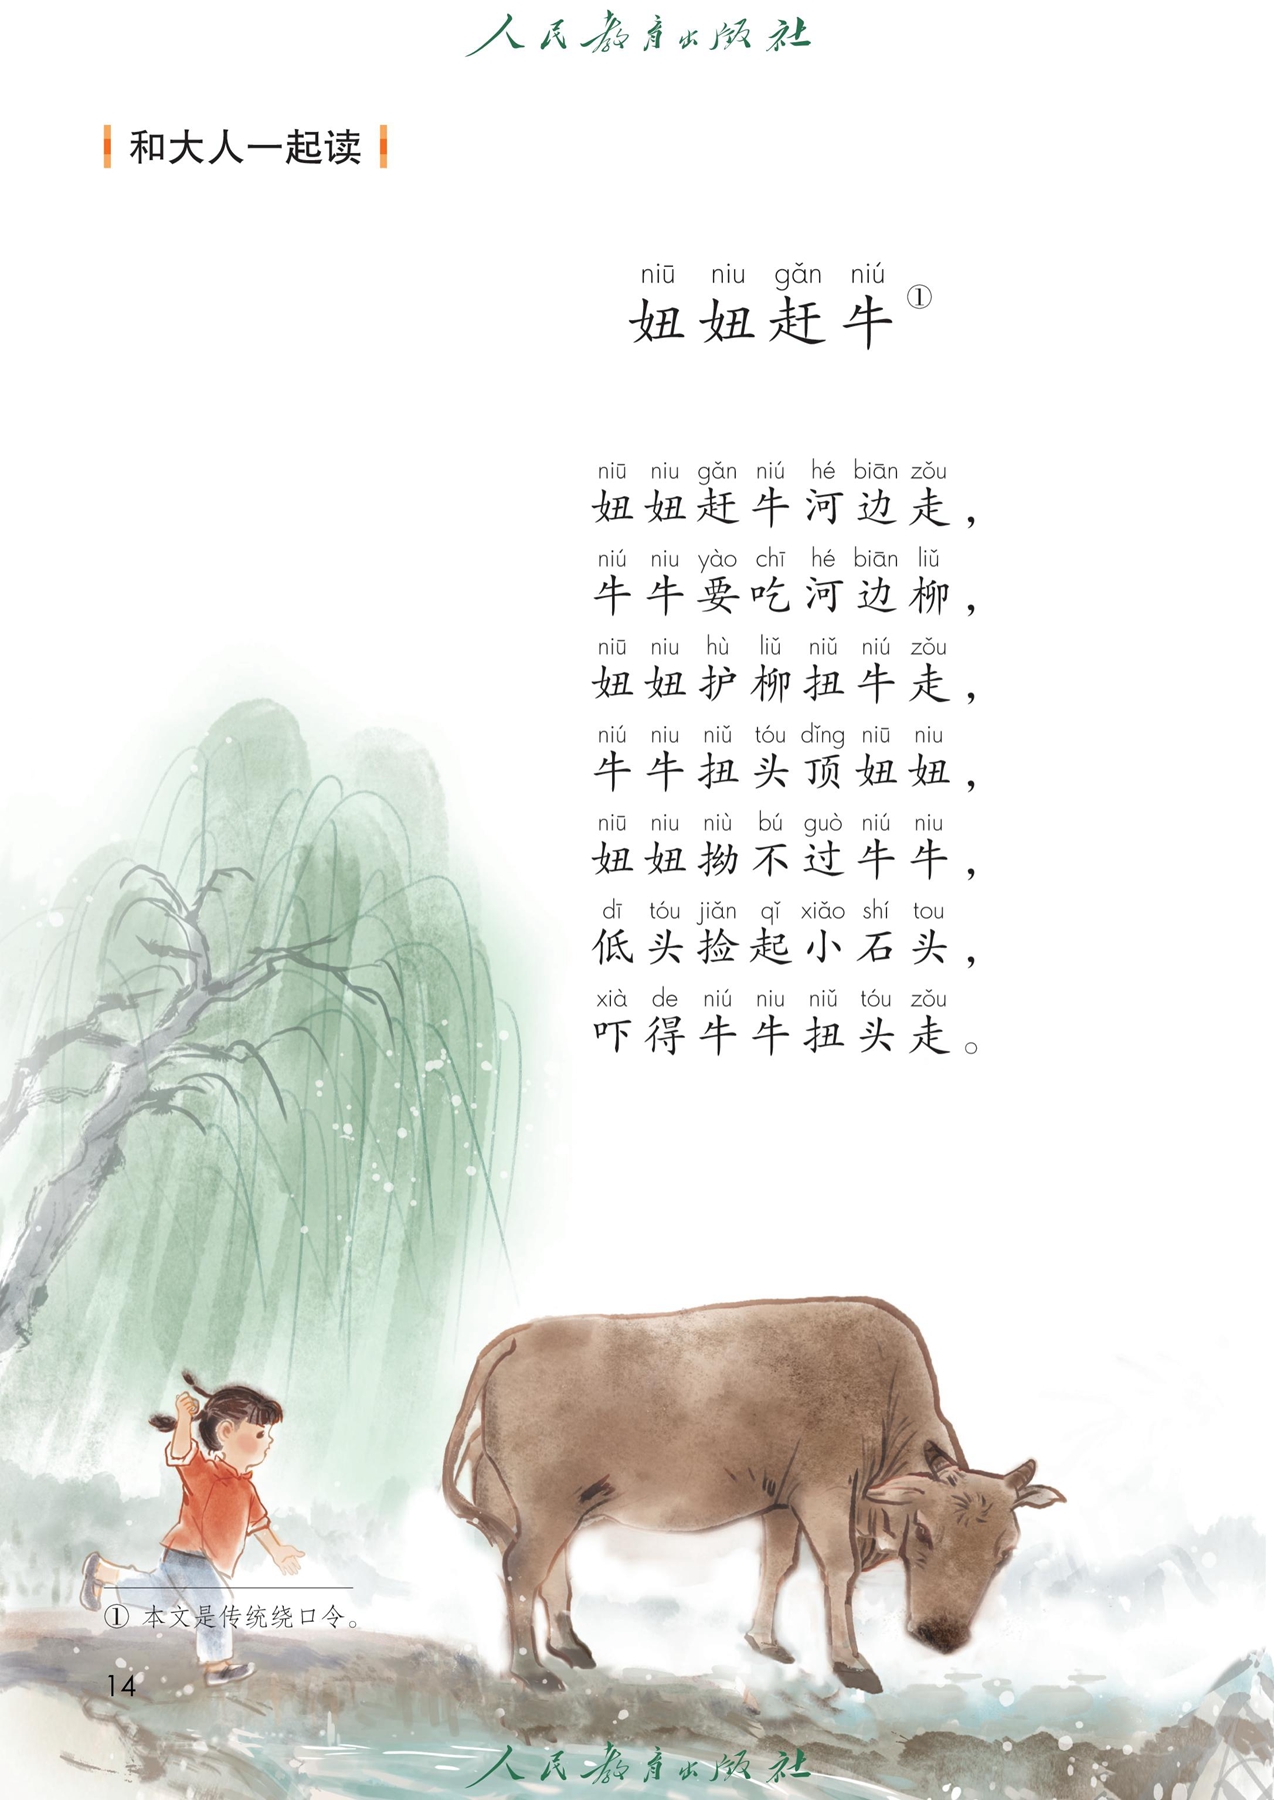 人民教育出版社
和大人一起读
niū niu gǎn niú
妞妞赶牛①
niū niu gǎn niú hé biān zǒu
妞妞赶牛河边走，
niú niu yào chī hé biān liǔ
牛牛要吃河边柳，
niū niu hù liǔ niǔ niú zǒu
妞妞护柳扭牛走，
niú niu niǔ tóu dǐng niū niu
牛牛扭头顶妞妞，
niū niu niù bú guò niú niu
妞妞拗不过牛牛，
dī tóu jiǎn qǐ xiǎo shí tou
低头捡起小石头，
xià de niú niu niǔ tóu zǒu
吓得牛牛扭头走。
① 本文是传统绕口令。
14
人民教育出版社